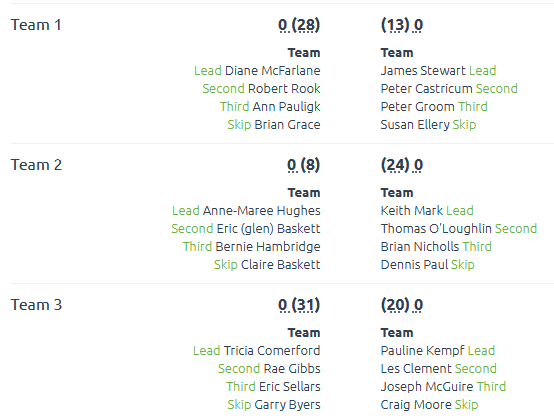 Team 1 0 (28) (13) 0
Team Team
Lead Diane McFarlane James Stewart Lead
Second Robert Rook Peter Castricum Second
Third Ann Pauligk Peter Groom Third
Skip Brian Grace Susan Ellery Skip
Team 2 0 (8) (24) 0
Team Team
Lead Anne-Maree Hughes Keith Mark Lead
Second Eric (glen) Baskett Thomas O'Loughlin Second
Third Bernie Hambridge Brian Nicholls Third
Skip Claire Baskett Dennis Paul Skip
Team 3 0 (31) (20) 0
Team Team
Lead Tricia Comerford Pauline Kempf Lead
Second Rae Gibbs Les Clement Second
Third Eric Sellars Joseph McGuire Third
Skip Garry Byers Craig Moore Skip